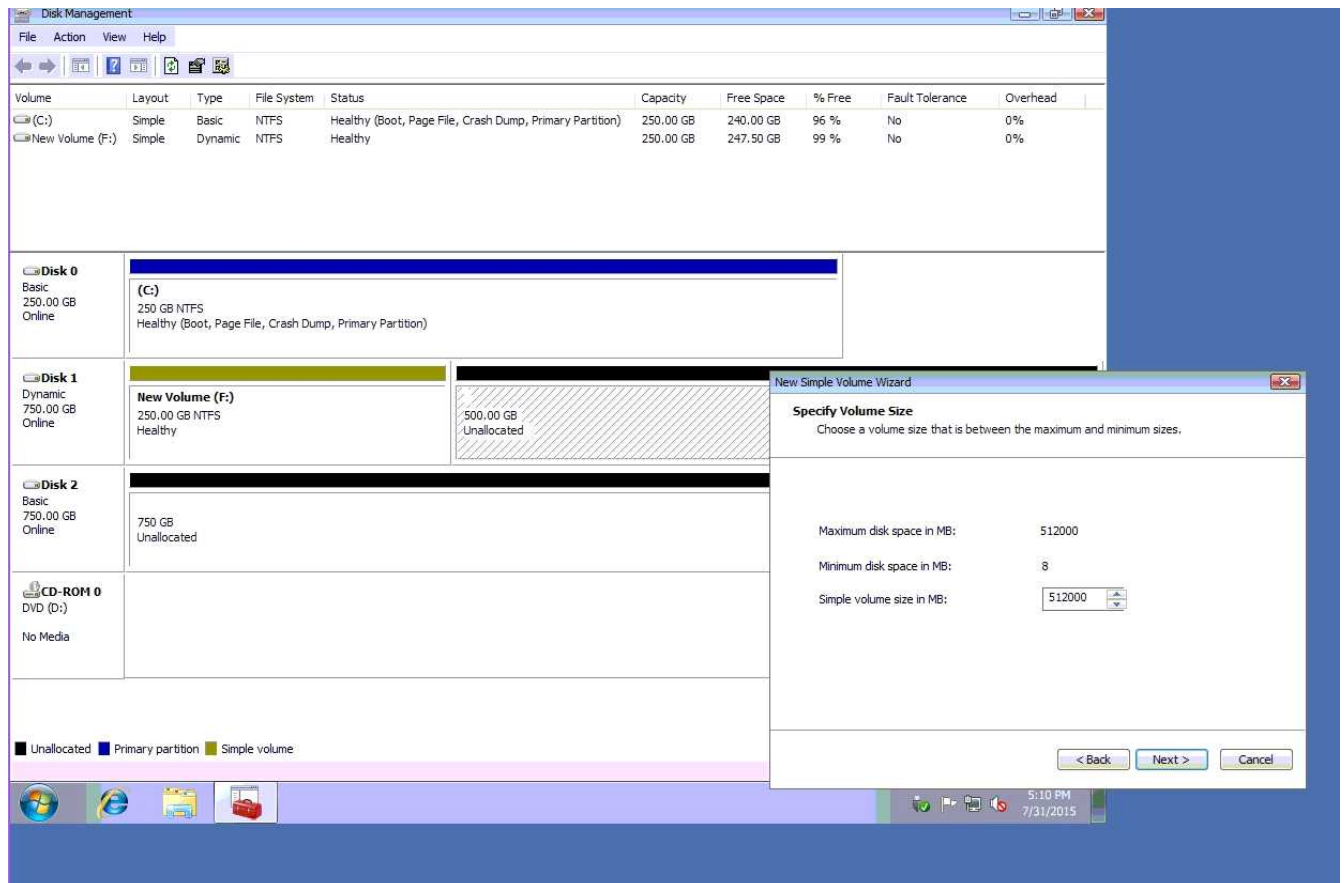 Disk Management
File Action View Help
Volume Layout Type File System Status Capacity Free Space % Free Fault Tolerance Overhead
(C:) Simple Basic NTFS Healthy (Boot, Page File, Crash Dump, Primary Partition) 250.00 GB 240.00 GB 96 % No 0%
New Volume (F:) Simple Dynamic NTFS Healthy 250.00 GB 247.50 GB 99 % No 0%
Disk 0
Basic
250.00 GB
Online
(C:)
250 GB NTFS
Healthy (Boot, Page File, Crash Dump, Primary Partition)
Disk 1
Dynamic
750.00 GB
Online
New Volume (F:)
250.00 GB NTFS
Healthy
500.00 GB
Unallocated
Disk 2
Basic
750.00 GB
Online
750 GB
Unallocated
CD-ROM 0
DVD (D:)
No Media
Unallocated Primary partition Simple volume
New Simple Volume Wizard
Specify Volume Size
Choose a volume size that is between the maximum and minimum sizes.
Maximum disk space in MB: 512000
Minimum disk space in MB: 8
Simple volume size in MB: 512000
< Back Next > Cancel
5:10 PM
7/31/2015